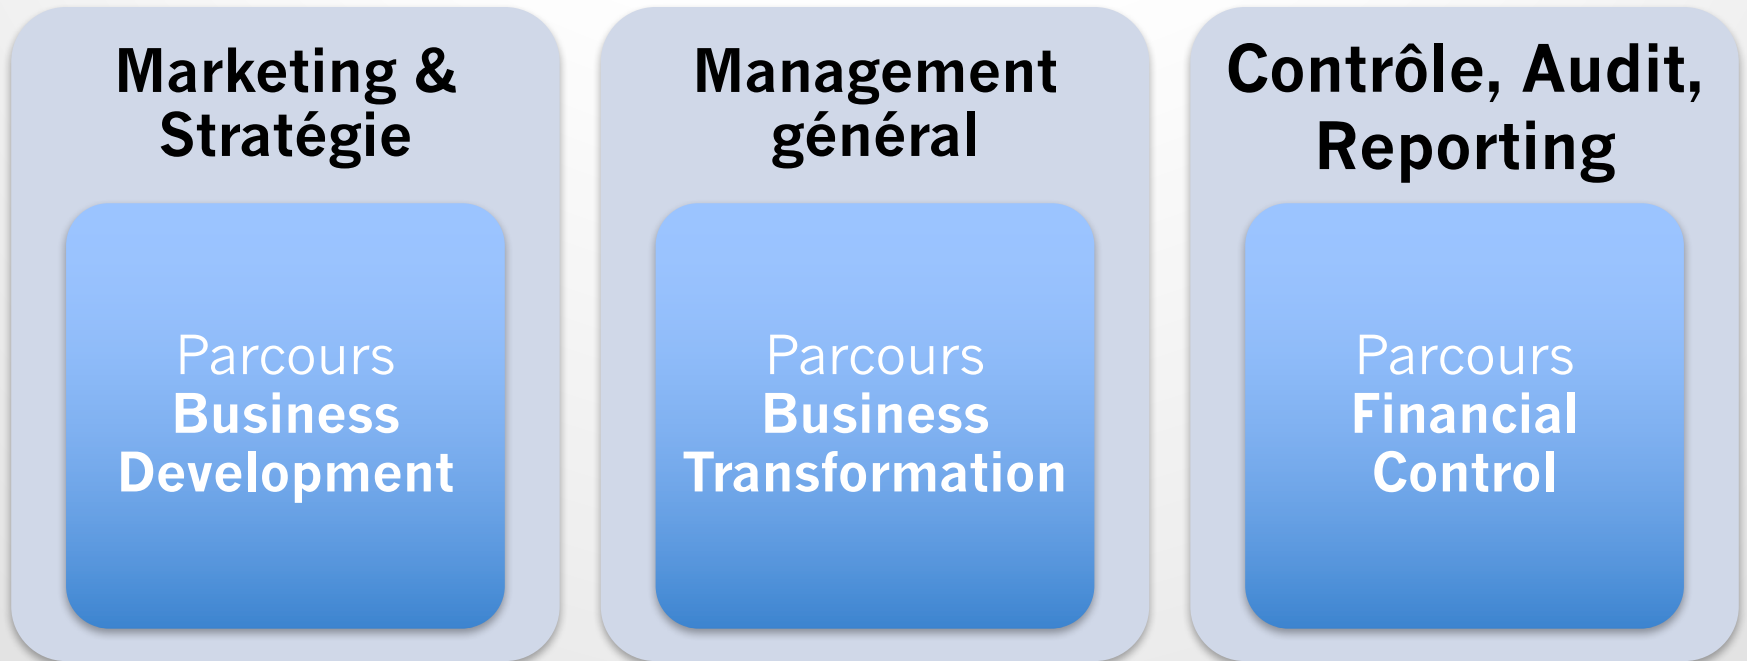 Marketing &
Stratégie
Parcours
Business
Development
Management
général
Parcours
Business
Transformation
Contrôle, Audit,
Reporting
Parcours
Financial
Control